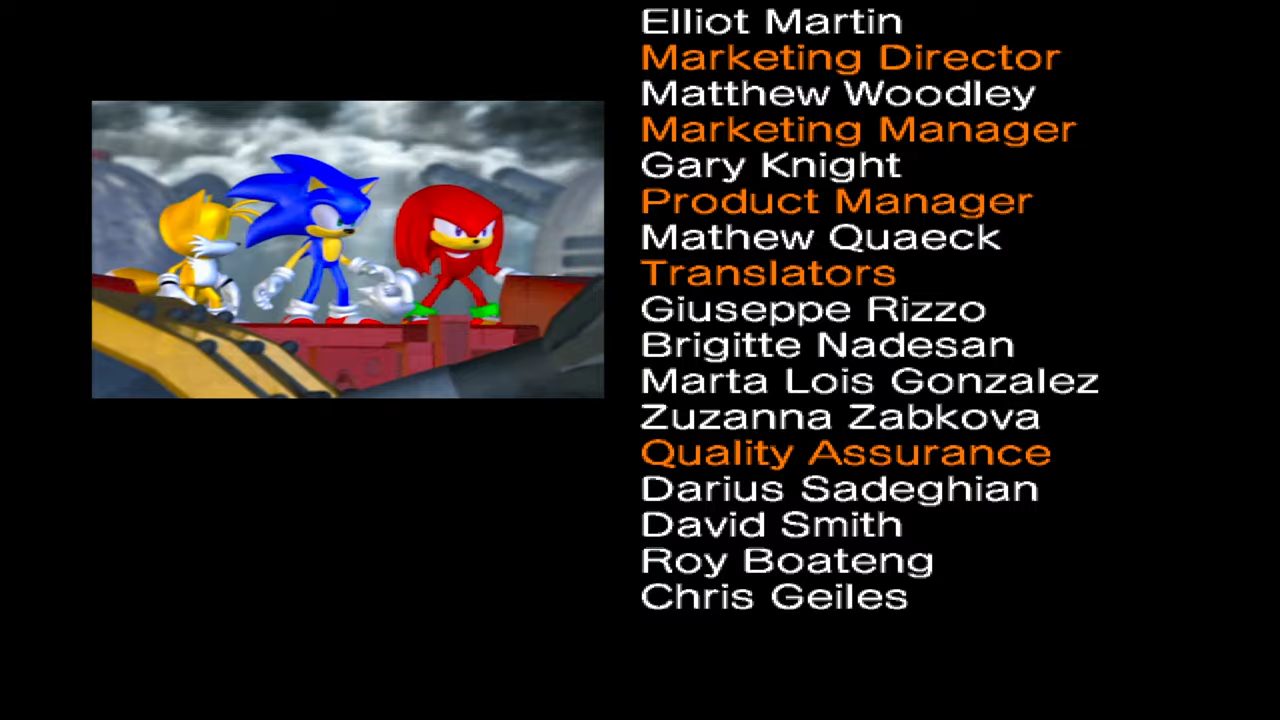 Elliot Martin
Marketing Director
Matthew Woodley
Marketing Manager
Gary Knight
Product Manager
Mathew Quaeck
Translators
Giuseppe Rizzo
Brigitte Nadesan
Marta Lois Gonzalez
Zuzanna Zabkova
Quality Assurance
Darius Sadeghian
David Smith
Roy Boateng
Chris Geiles